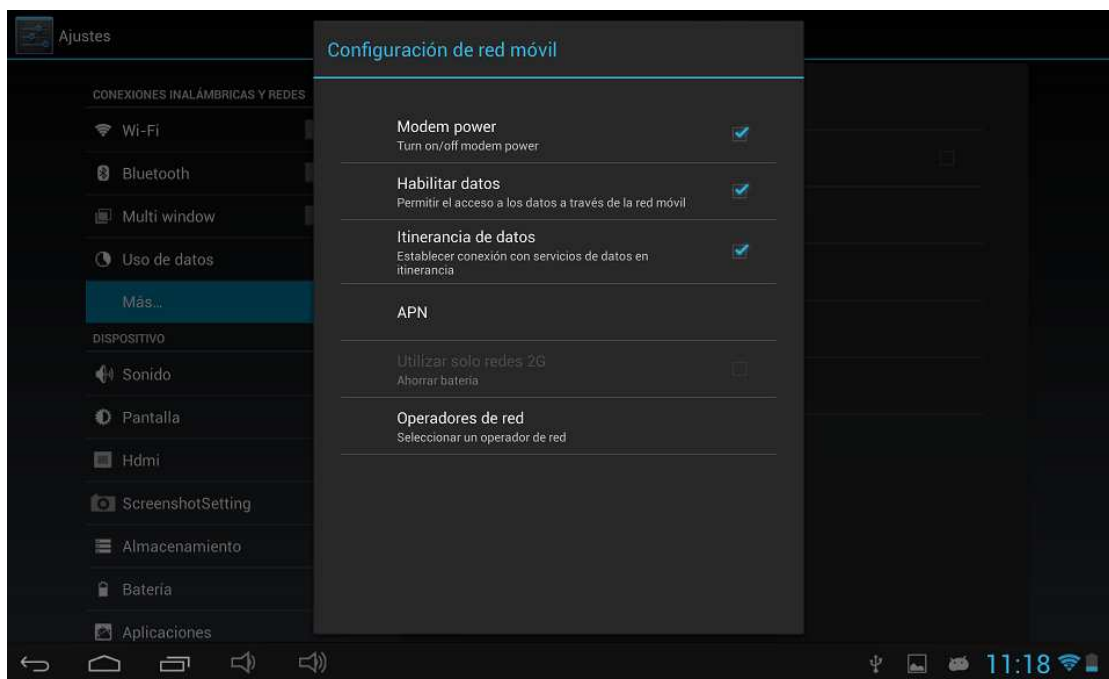 Ajustes
Configuración de red móvil
CONEXIONES INALÁMBRICAS Y REDES
Wi-Fi
Bluetooth
Multi window
Uso de datos
Más...
DISPOSITIVO
Sonido
Pantalla
Hdmi
ScreenshotSetting
Almacenamiento
Batería
Aplicaciones
Modem power
Turn on/off modem power
Habilitar datos
Permitir el acceso a los datos a través de la red móvil
Itinerancia de datos
Establecer conexión con servicios de datos en
itinerancia
APN
Utilizar solo redes 2G
Ahorrar batería
Operadores de red
Seleccionar un operador de red
11:18